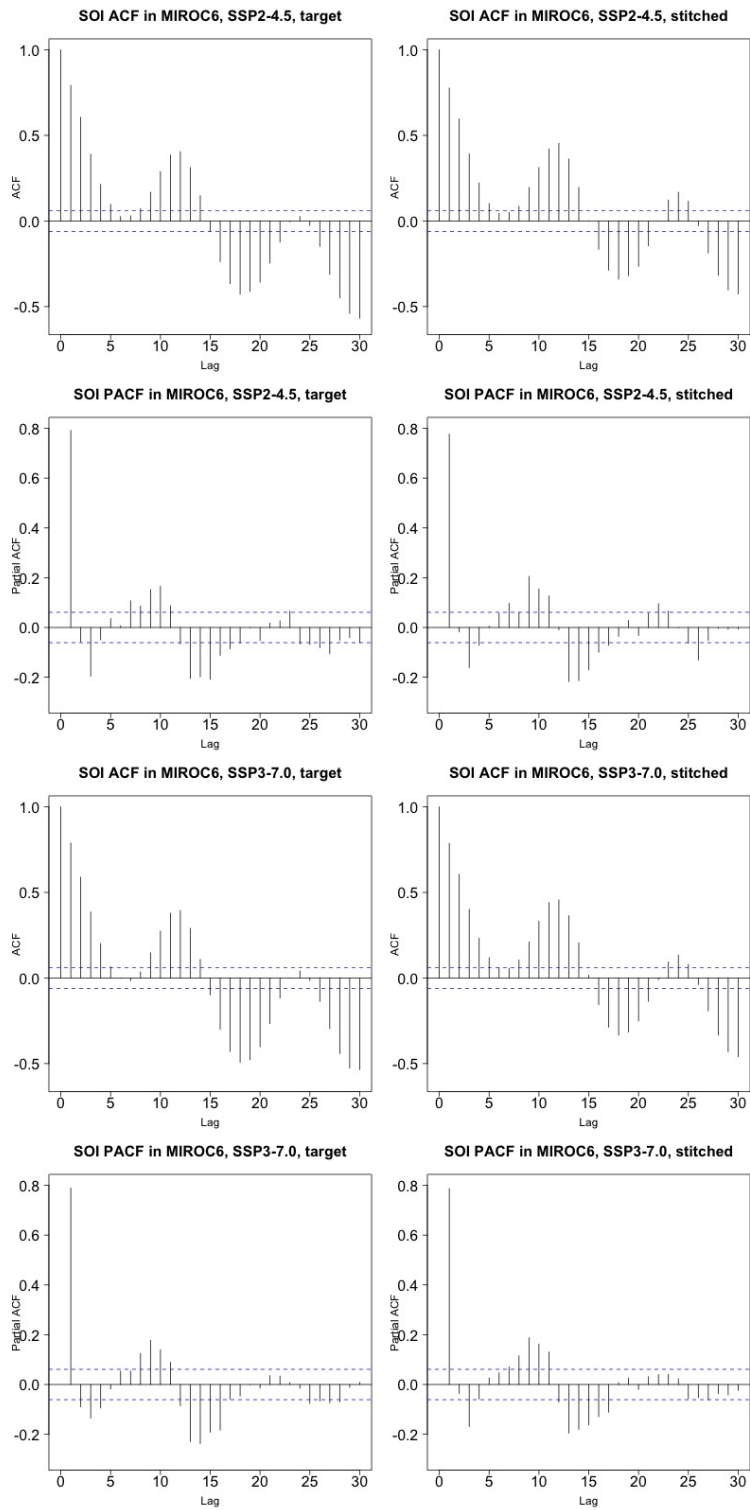 SOI ACF in MIROC6, SSP2-4.5, target
1.0
0.5
0.0
-0.5
ACF
0 5 10 15 20 25 30
Lag
SOI ACF in MIROC6, SSP2-4.5, stitched
1.0
0.5
0.0
-0.5
ACF
0 5 10 15 20 25 30
Lag
SOI PACF in MIROC6, SSP2-4.5, target
0.8
0.6
0.4
0.2
0.0
-0.2
Partial ACF
0 5 10 15 20 25 30
Lag
SOI PACF in MIROC6, SSP2-4.5, stitched
0.8
0.6
0.4
0.2
0.0
-0.2
Partial ACF
0 5 10 15 20 25 30
Lag
SOI ACF in MIROC6, SSP3-7.0, target
1.0
0.5
0.0
-0.5
ACF
0 5 10 15 20 25 30
Lag
SOI ACF in MIROC6, SSP3-7.0, stitched
1.0
0.5
0.0
-0.5
ACF
0 5 10 15 20 25 30
Lag
SOI PACF in MIROC6, SSP3-7.0, target
0.8
0.6
0.4
0.2
0.0
-0.2
Partial ACF
0 5 10 15 20 25 30
Lag
SOI PACF in MIROC6, SSP3-7.0, stitched
0.8
0.6
0.4
0.2
0.0
-0.2
Partial ACF
0 5 10 15 20 25 30
Lag